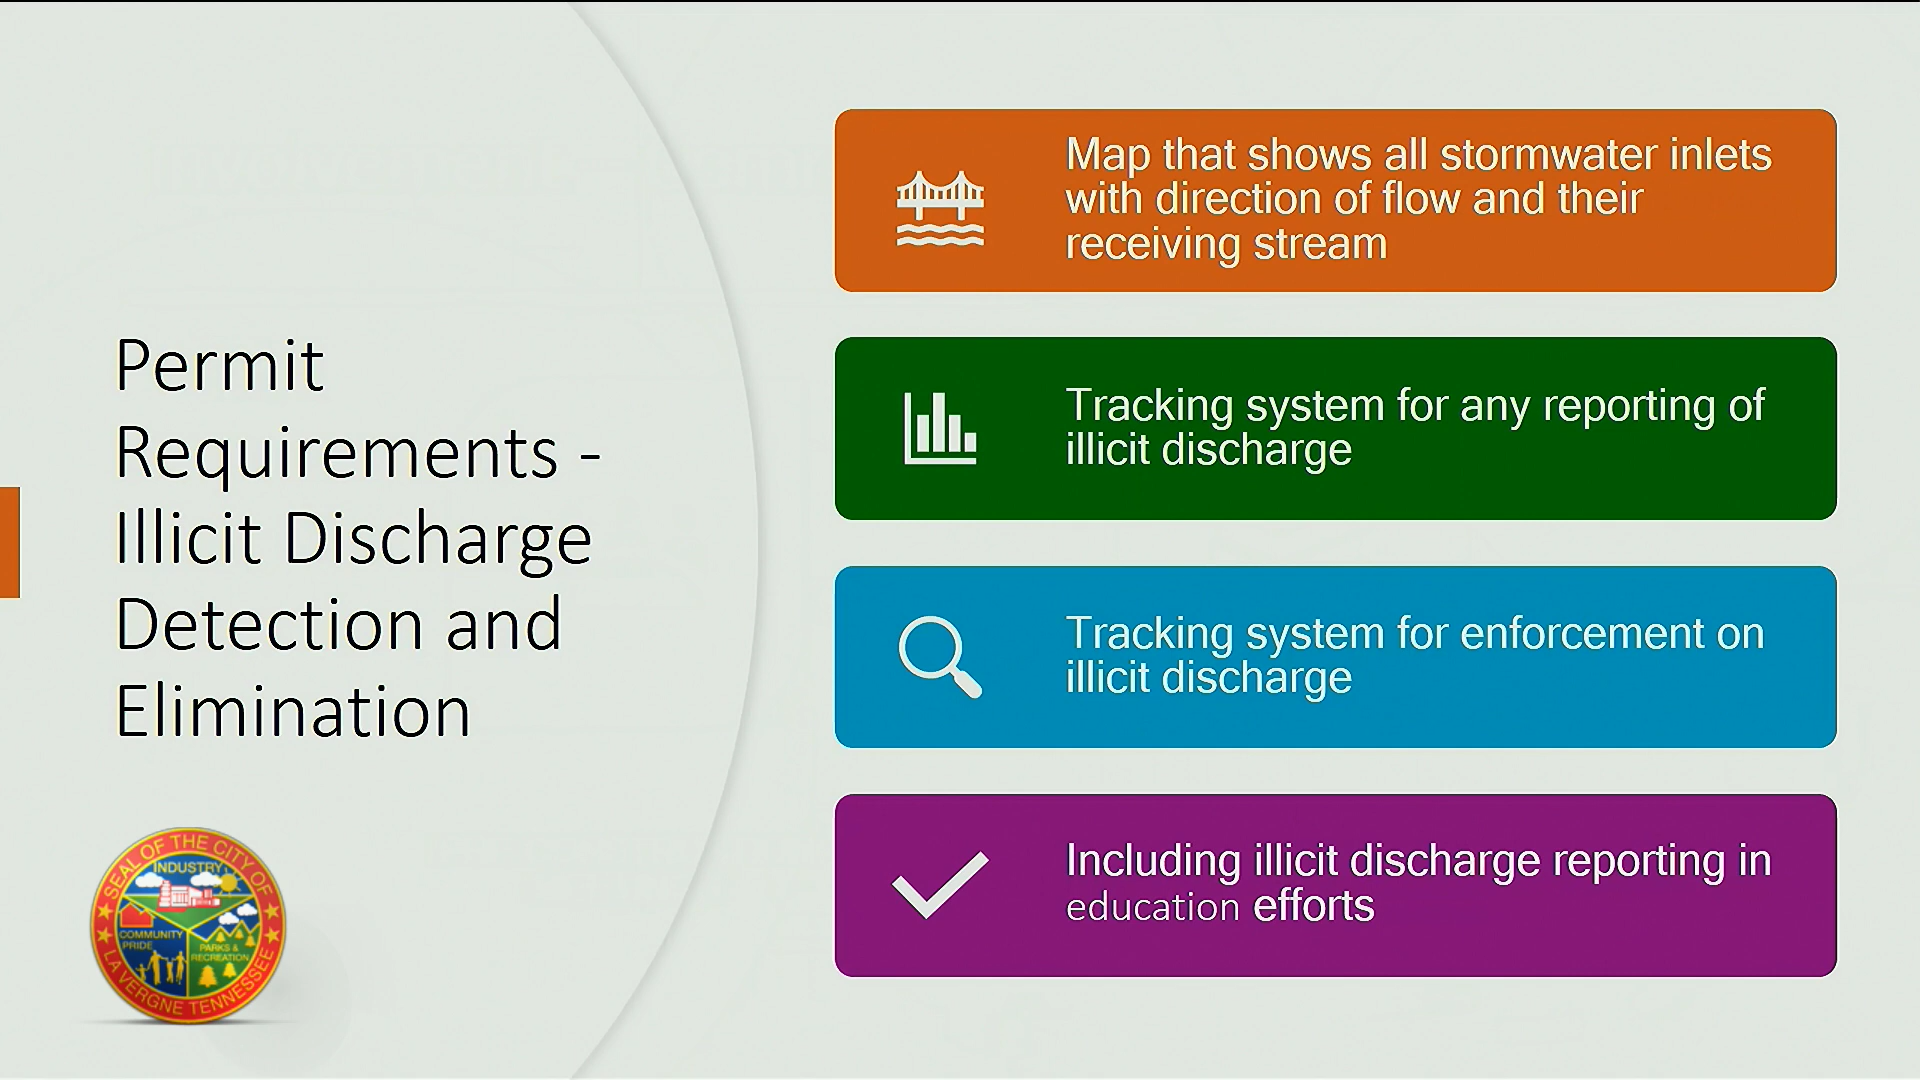 Permit
Requirements -
Illicit Discharge
Detection and
Elimination
Map that shows all stormwater inlets
with direction of flow and their
receiving stream
Tracking system for any reporting of
illicit discharge
Tracking system for enforcement on
illicit discharge
Including illicit discharge reporting in
education efforts
SEAL OF THE CITY OF
LA VERGNE TENNESSEE
INDUSTRY
COMMUNITY
PRIDE
PARKS &
RECREATION